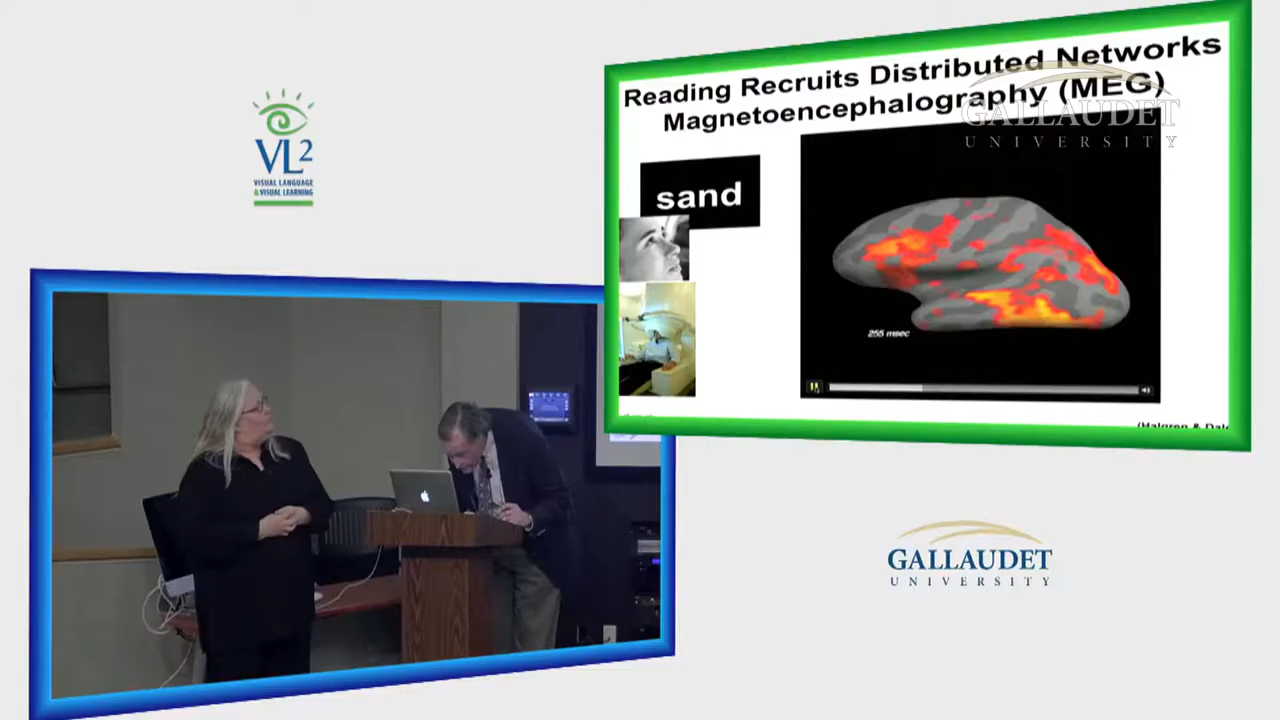 VL2
VISUAL LANGUAGE
& VISUAL LEARNING
Reading Recruits Distributed Networks
Magnetoencephalography (MEG)
GALLAUDET
UNIVERSITY
sand
255 msec
GALLAUDET
UNIVERSITY